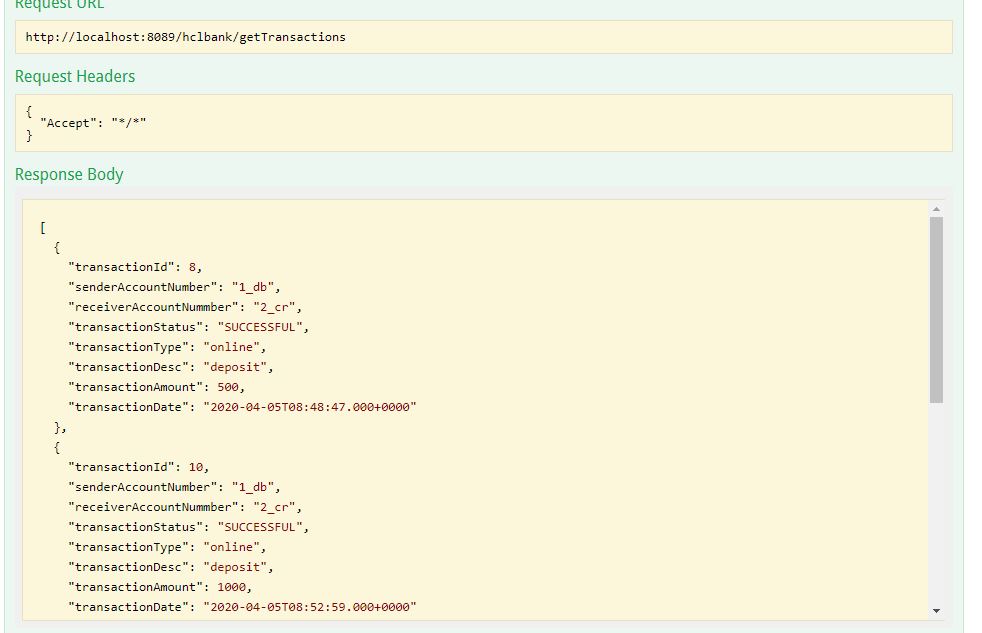 Request URL
http://localhost:8089/hclbank/getTransactions
Request Headers
{
"Accept": "*/*"
}
Response Body
[
{
"transactionId": 8,
"senderAccountNumber": "1_db",
"receiverAccountNummber": "2_cr",
"transactionStatus": "SUCCESSFUL",
"transactionType": "online",
"transactionDesc": "deposit",
"transactionAmount": 500,
"transactionDate": "2020-04-05T08:48:47.000+0000"
},
{
"transactionId": 10,
"senderAccountNumber": "1_db",
"receiverAccountNummber": "2_cr",
"transactionStatus": "SUCCESSFUL",
"transactionType": "online",
"transactionDesc": "deposit",
"transactionAmount": 1000,
"transactionDate": "2020-04-05T08:52:59.000+0000"